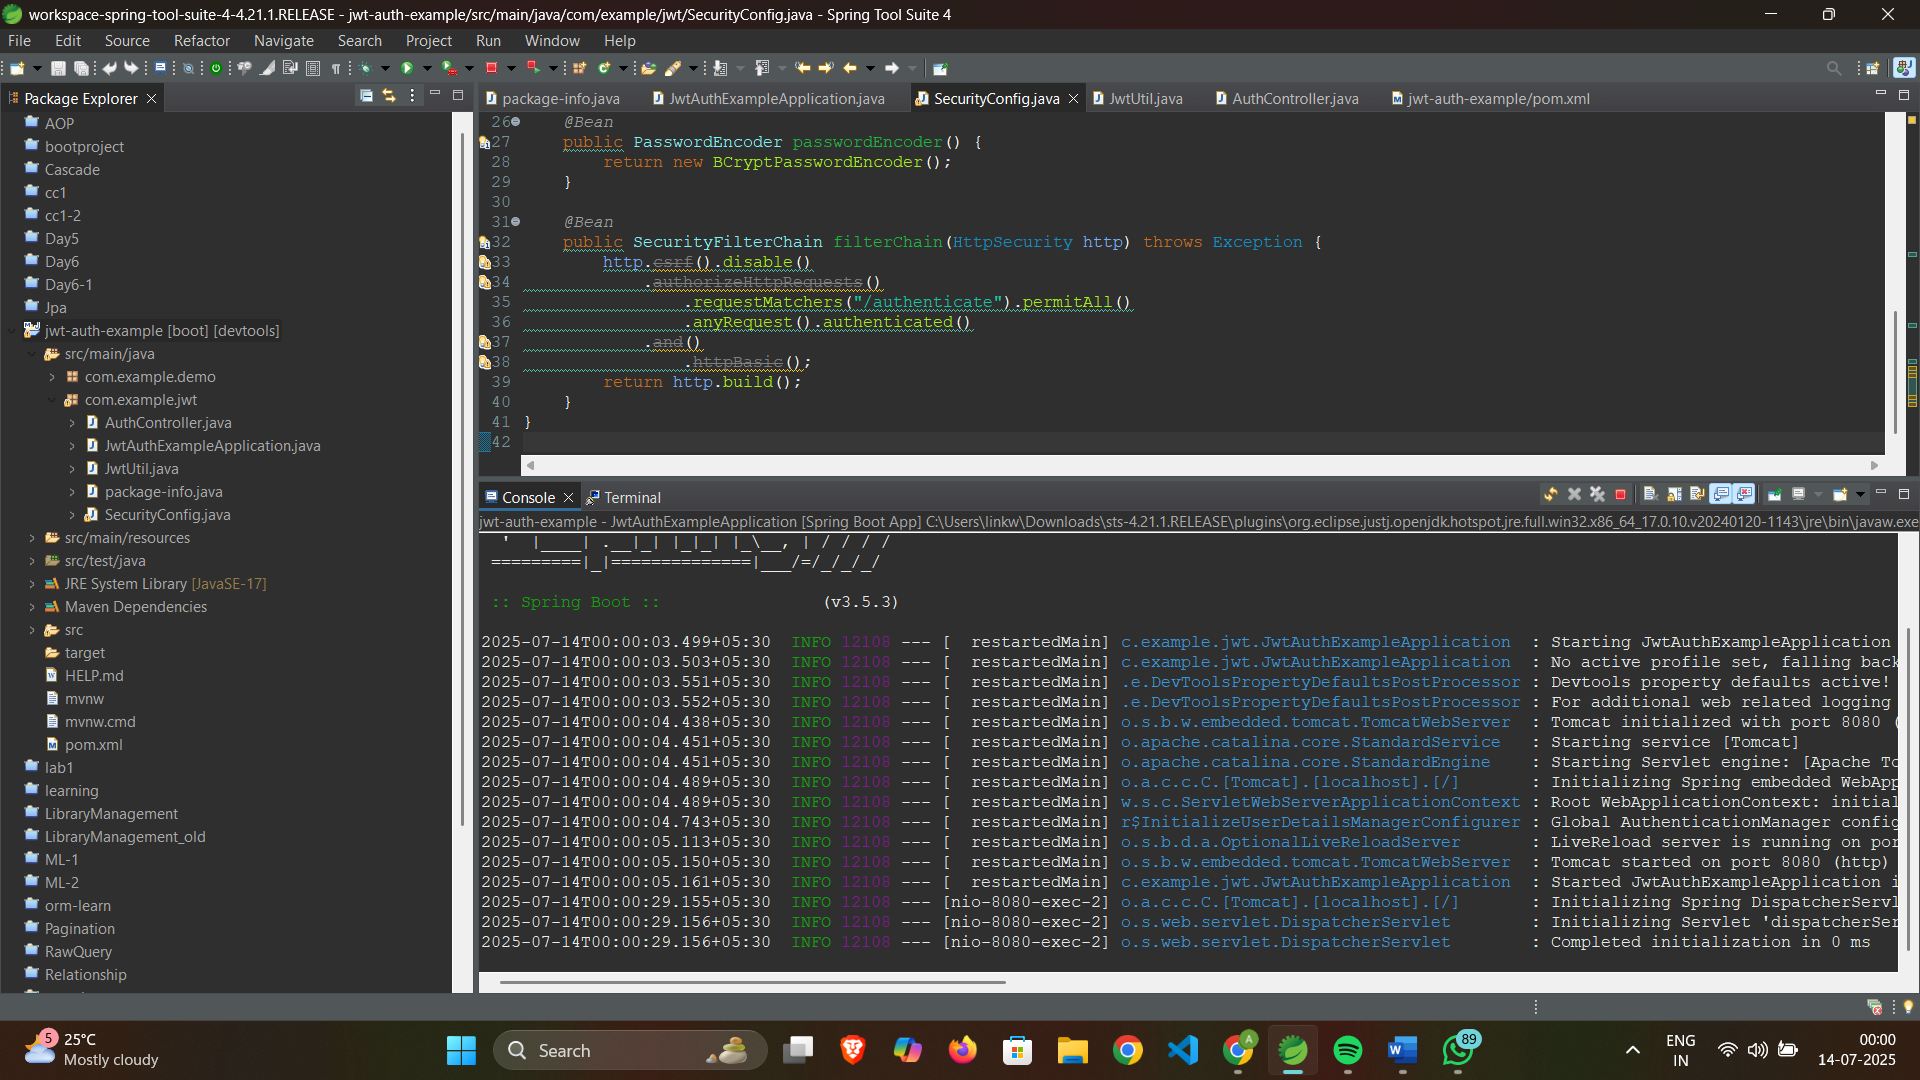 workspace-spring-tool-suite-4-4.21.1.RELEASE - jwt-auth-example/src/main/java/com/example/jwt/SecurityConfig.java - Spring Tool Suite 4
File Edit Source Refactor Navigate Search Project Run Window Help
Package Explorer
AOP
bootproject
Cascade
cc1
cc1-2
Day5
Day6
Day6-1
Jpa
jwt-auth-example [boot] [devtools]
src/main/java
com.example.demo
com.example.jwt
AuthController.java
JwtAuthExampleApplication.java
JwtUtil.java
package-info.java
SecurityConfig.java
src/main/resources
src/test/java
JRE System Library [JavaSE-17]
Maven Dependencies
src
target
HELP.md
mvnw
mvnw.cmd
pom.xml
lab1
learning
LibraryManagement
LibraryManagement_old
ML-1
ML-2
orm-learn
Pagination
RawQuery
Relationship
package-info.java JwtAuthExampleApplication.java SecurityConfig.java JwtUtil.java AuthController.java jwt-auth-example/pom.xml
26 @Bean
27 public PasswordEncoder passwordEncoder() {
28 return new BCryptPasswordEncoder();
29 }
30
31 @Bean
32 public SecurityFilterChain filterChain(HttpSecurity http) throws Exception {
33 http.csrf().disable()
34 .authorizeHttpRequests()
35 .requestMatchers("/authenticate").permitAll()
36 .anyRequest().authenticated()
37 .and()
38 .httpBasic();
39 return http.build();
40 }
41 }
42
Console Terminal
jwt-auth-example - JwtAuthExampleApplication [Spring Boot App] C:\Users\linkw\Downloads\sts-4.21.1.RELEASE\plugins\org.eclipse.justj.openjdk.hotspot.jre.full.win32.x86_64_17.0.10.v20240120-1143\jre\bin\javaw.exe
' |____| .__|_| |_|_| |_\__, | / / / /
=========|_|==============|___/=/_/_/_/
:: Spring Boot :: (v3.5.3)
2025-07-14T00:00:03.499+05:30 INFO 12108 --- [ restartedMain] c.example.jwt.JwtAuthExampleApplication : Starting JwtAuthExampleApplication
2025-07-14T00:00:03.503+05:30 INFO 12108 --- [ restartedMain] c.example.jwt.JwtAuthExampleApplication : No active profile set, falling back
2025-07-14T00:00:03.551+05:30 INFO 12108 --- [ restartedMain] .e.DevToolsPropertyDefaultsPostProcessor : Devtools property defaults active!
2025-07-14T00:00:03.552+05:30 INFO 12108 --- [ restartedMain] .e.DevToolsPropertyDefaultsPostProcessor : For additional web related logging
2025-07-14T00:00:04.438+05:30 INFO 12108 --- [ restartedMain] o.s.b.w.embedded.tomcat.TomcatWebServer : Tomcat initialized with port 8080 (
2025-07-14T00:00:04.451+05:30 INFO 12108 --- [ restartedMain] o.apache.catalina.core.StandardService : Starting service [Tomcat]
2025-07-14T00:00:04.451+05:30 INFO 12108 --- [ restartedMain] o.apache.catalina.core.StandardEngine : Starting Servlet engine: [Apache To
2025-07-14T00:00:04.489+05:30 INFO 12108 --- [ restartedMain] o.a.c.c.C.[Tomcat].[localhost].[/] : Initializing Spring embedded WebApp
2025-07-14T00:00:04.489+05:30 INFO 12108 --- [ restartedMain] w.s.c.ServletWebServerApplicationContext : Root WebApplicationContext: initial
2025-07-14T00:00:04.743+05:30 INFO 12108 --- [ restartedMain] r$InitializeUserDetailsManagerConfigurer : Global AuthenticationManager config
2025-07-14T00:00:05.113+05:30 INFO 12108 --- [ restartedMain] o.s.b.d.a.OptionalLiveReloadServer : LiveReload server is running on por
2025-07-14T00:00:05.150+05:30 INFO 12108 --- [ restartedMain] o.s.b.w.embedded.tomcat.TomcatWebServer : Tomcat started on port 8080 (http)
2025-07-14T00:00:05.161+05:30 INFO 12108 --- [ restartedMain] c.example.jwt.JwtAuthExampleApplication : Started JwtAuthExampleApplication i
2025-07-14T00:00:29.155+05:30 INFO 12108 --- [nio-8080-exec-2] o.a.c.c.C.[Tomcat].[localhost].[/] : Initializing Spring DispatcherServl
2025-07-14T00:00:29.156+05:30 INFO 12108 --- [nio-8080-exec-2] o.s.web.servlet.DispatcherServlet : Initializing Servlet 'dispatcherSer
2025-07-14T00:00:29.156+05:30 INFO 12108 --- [nio-8080-exec-2] o.s.web.servlet.DispatcherServlet : Completed initialization in 0 ms
5
25°C
Mostly cloudy
Search
A
89
ENG
IN
00:00
14-07-2025